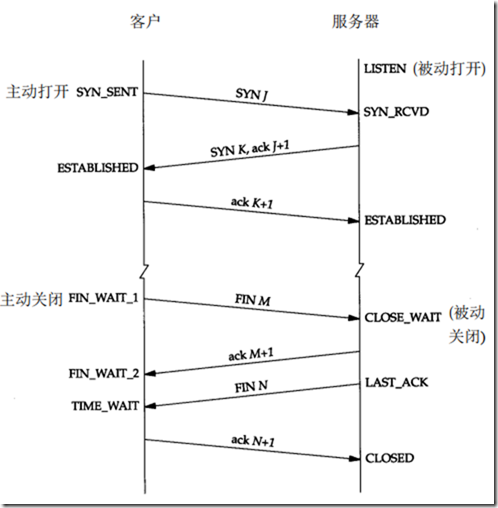 客户 服务器
LISTEN (被动打开)
主动打开 SYN_SENT
SYN J
SYN_RCVD
SYN K, ack J+1
ESTABLISHED
ack K+1
ESTABLISHED
主动关闭 FIN_WAIT_1
FIN M
CLOSE_WAIT (被动
关闭)
ack M+1
FIN_WAIT_2
FIN N
LAST_ACK
TIME_WAIT
ack N+1
CLOSED